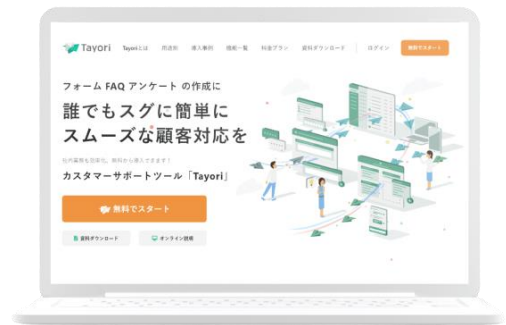 Tayori
Tayoriとは 用途別 導入事例 機能一覧 料金プラン 資料ダウンロード ログイン 無料でスタート
フォーム FAQ アンケート の作成に
誰でもスグに簡単に
スムーズな顧客対応を
カスタマーサポートツール「Tayori」
無料でスタート
資料ダウンロード オンライン説明